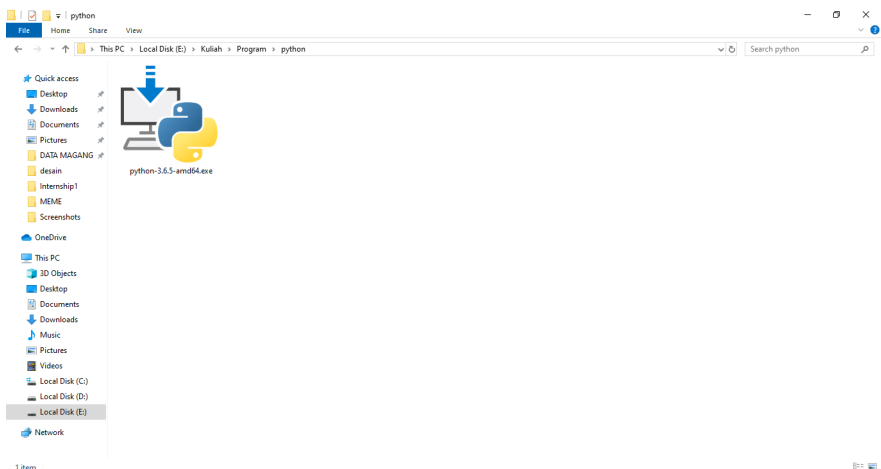 python
File Home Share View
This PC > Local Disk (E:) > Kuliah > Program > python
Search python
Quick access
Desktop
Downloads
Documents
Pictures
DATA MAGANG
desain
Internship1
MEME
Screenshots
OneDrive
This PC
3D Objects
Desktop
Documents
Downloads
Music
Pictures
Videos
Local Disk (C:)
Local Disk (D:)
Local Disk (E:)
Network
python-3.6.5-amd64.exe
1 item